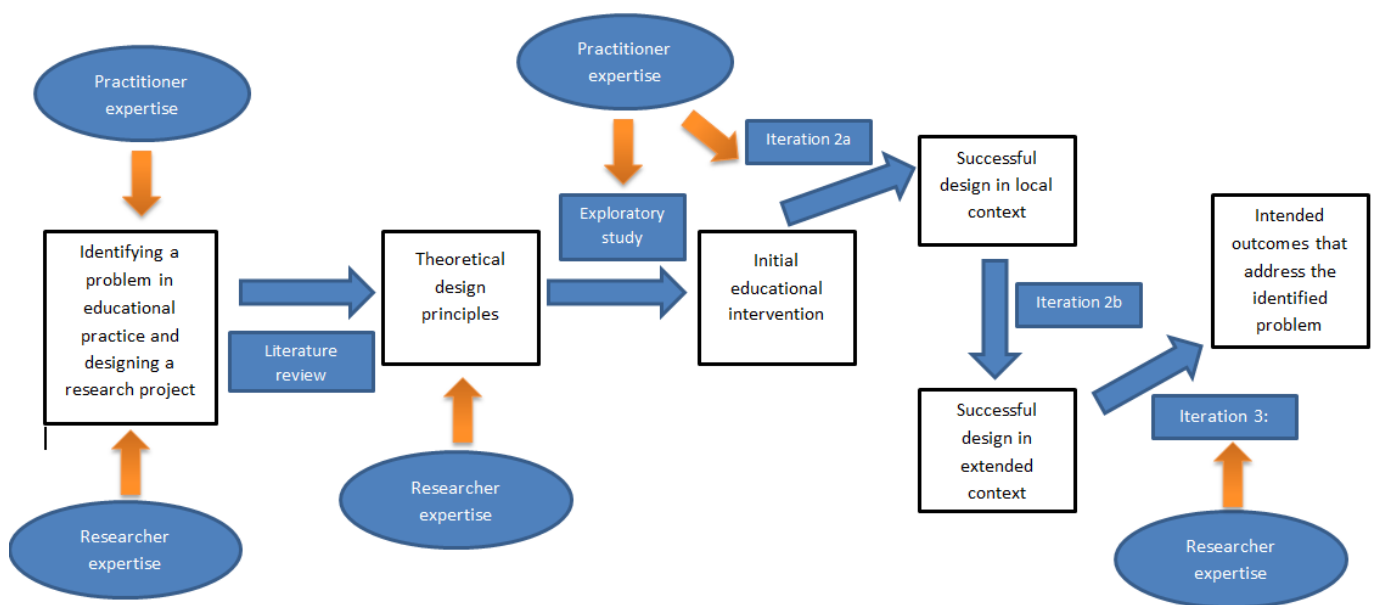 Practitioner
expertise
Practitioner
expertise
Iteration 2a
Successful
design in local
context
Identifying a
problem in
educational
practice and
designing a
research project
Literature
review
Theoretical
design
principles
Exploratory
study
Initial
educational
intervention
Intended
outcomes that
address the
identified
problem
Iteration 2b
Successful
design in
extended
context
Iteration 3:
Researcher
expertise
Researcher
expertise
Researcher
expertise